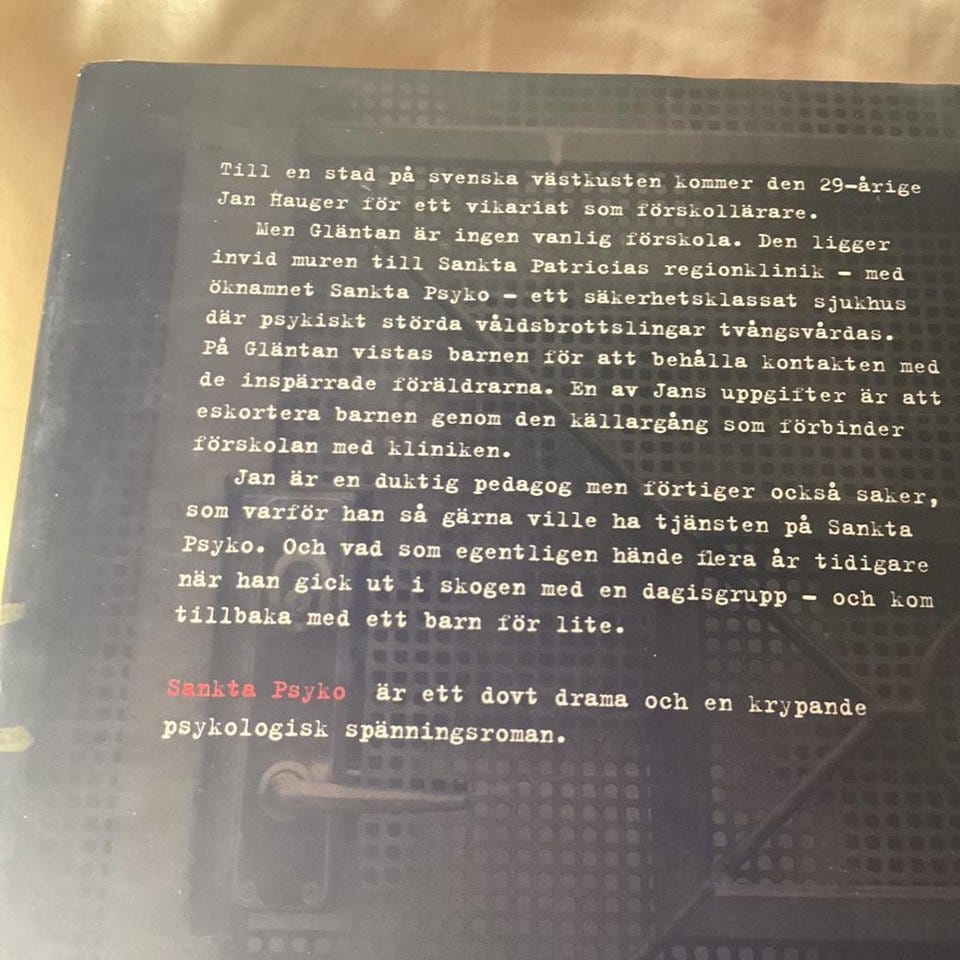 Till en stad på svenska västkusten kommer den 29-årige
Jan Hauger för ett vikariat som förskollärare.
Men Gläntan är ingen vanlig förskola. Den ligger
invid muren till Sankta Patricias regionklinik – med
öknamnet Sankta Psyko – ett säkerhetsklassat sjukhus
där psykiskt störda våldsbrottslingar tvångsvårdas.
På Gläntan vistas barnen för att behålla kontakten med
de inspärrade föräldrarna. En av Jans uppgifter är att
eskortera barnen genom den källargång som förbinder
förskolan med kliniken.
Jan är en duktig pedagog men förtiger också saker,
som varför han så gärna ville ha tjänsten på Sankta
Psyko. Och vad som egentligen hände flera år tidigare
när han gick ut i skogen med en dagisgrupp – och kom
tillbaka med ett barn för lite.
Sankta Psyko är ett dovt drama och en krypande
psykologisk spänningsroman.